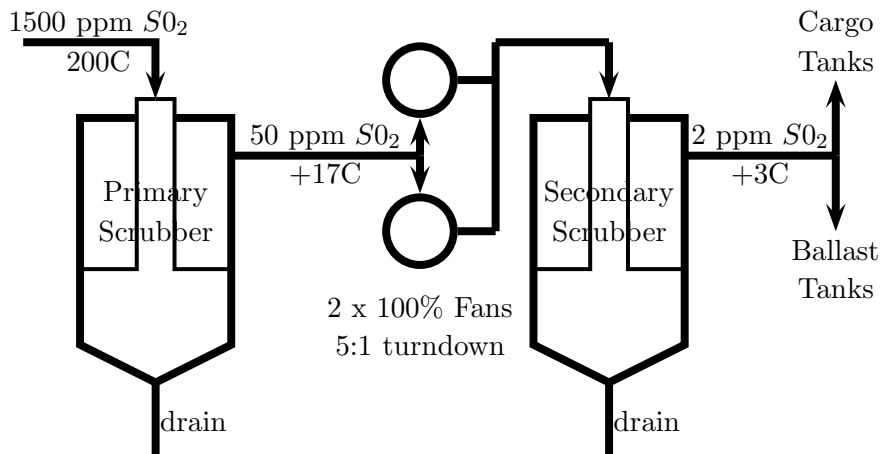 1500 ppm S0₂
200C
Primary
Scrubber
drain
50 ppm S0₂
+17C
2 x 100% Fans
5:1 turndown
Secondary
Scrubber
drain
2 ppm S0₂
+3C
Cargo
Tanks
Ballast
Tanks